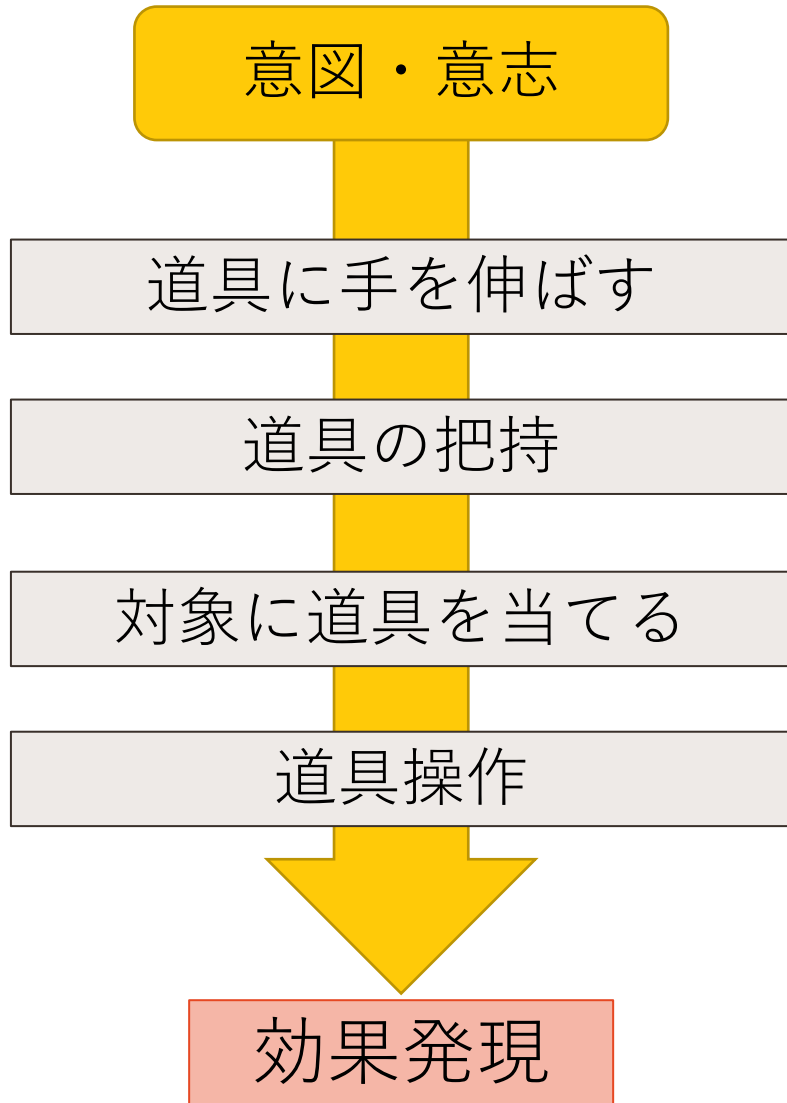 意図・意志
道具に手を伸ばす
道具の把持
対象に道具を当てる
道具操作
効果発現